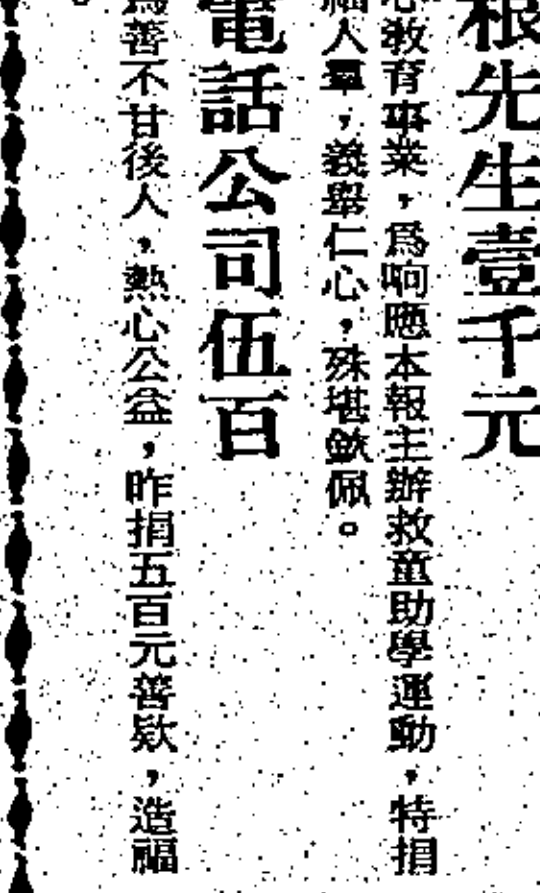 根先生壹千元
心教育事業，爲响應本報主辦救童助學運動，特捐
福人羣，義舉仁心，殊堪欽佩。
電話公司伍百
爲善不甘後人，熱心公益，昨捐五百元善欵，造福
。